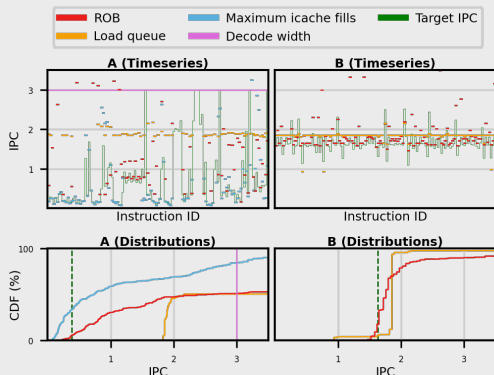 ROB
Maximum icache fills
Target IPC
Load queue
Decode width
A (Timeseries)
B (Timeseries)
IPC
3
2
1
Instruction ID
Instruction ID
A (Distributions)
B (Distributions)
CDF (%)
100
0
1
2
3
1
2
3
IPC
IPC